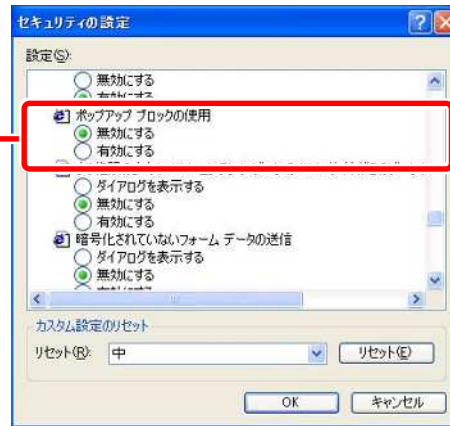 セキュリティの設定
設定(S):
無効にする
有効にする
ポップアップ ブロックの使用
無効にする
有効にする
ダイアログを表示する
無効にする
有効にする
暗号化されていないフォーム データの送信
ダイアログを表示する
無効にする
カスタム設定のリセット
リセット(R): 中 リセット(E)
OK キャンセル